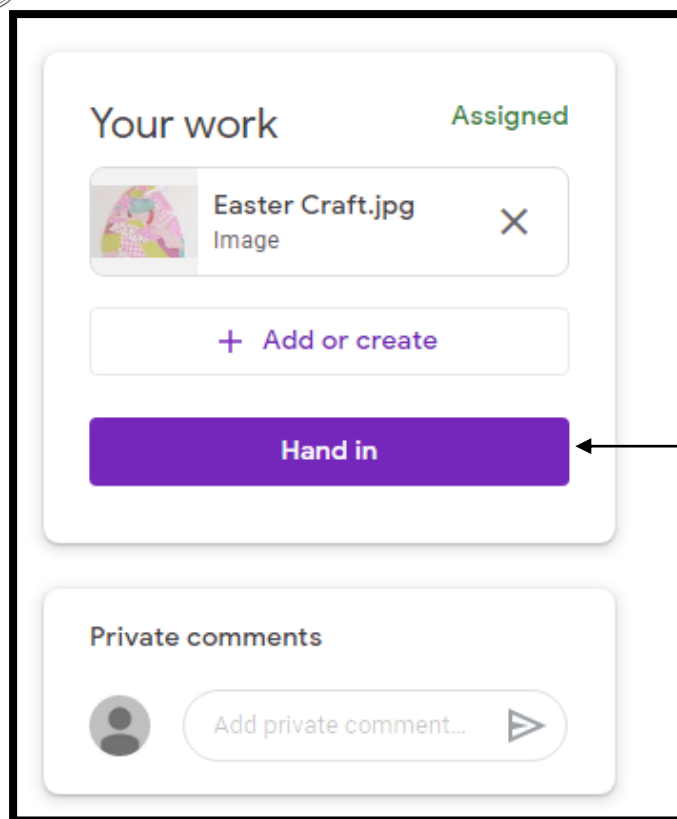 Your work
Assigned
Easter Craft.jpg
Image
+ Add or create
Hand in
Private comments
Add private comment...